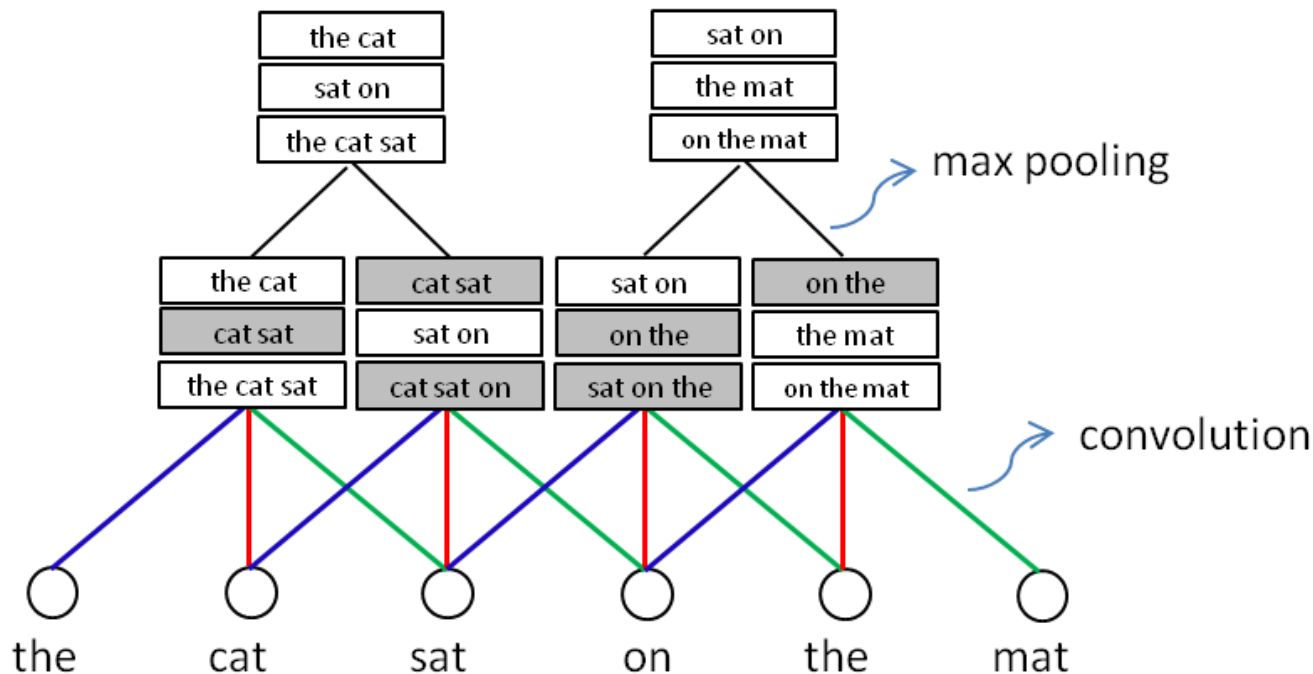 the cat
sat on
the cat sat
sat on
the mat
on the mat
max pooling
the cat
cat sat
the cat sat
cat sat
sat on
cat sat on
sat on
on the
sat on the
on the
the mat
on the mat
convolution
the cat sat on the mat